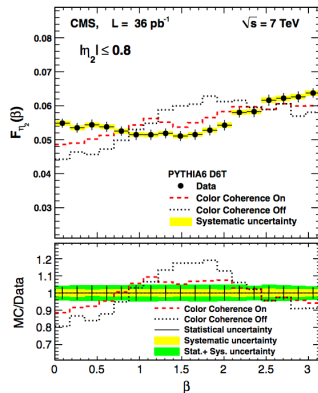 CMS, L = 36 pb⁻¹ √s = 7 TeV
|η₂| ≤ 0.8
F_η₂(β)
0.08
0.07
0.06
0.05
0.04
0.03
PYTHIA6 D6T
Data
Color Coherence On
Color Coherence Off
Systematic uncertainty
MC/Data
1.2
1.1
1
0.9
0.8
0.7
Color Coherence On
Color Coherence Off
Statistical uncertainty
Systematic uncertainty
Stat.+ Sys. uncertainty
0 0.5 1 1.5 2 2.5 3
β